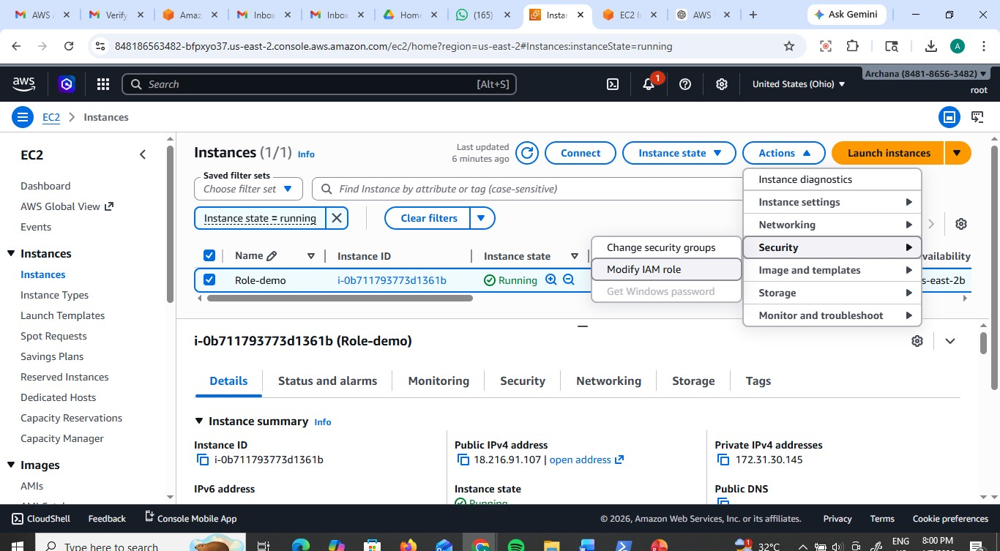 AWS
Verify
Amaz
Inbox
Inbox
Home
(165)
Instar
EC2 I
AWS
Ask Gemini
848186563482-bfpxyo37.us-east-2.console.aws.amazon.com/ec2/home?region=us-east-2#Instances:instanceState=running
A
aws
Search
[Alt+S]
1
United States (Ohio)
Archana (8481-8656-3482)
root
EC2
Instances
EC2
Dashboard
AWS Global View
Events
Instances
Instances
Instance Types
Launch Templates
Spot Requests
Savings Plans
Reserved Instances
Dedicated Hosts
Capacity Reservations
Capacity Manager
Images
AMIs
Instances (1/1) Info
Last updated
6 minutes ago
Connect
Instance state
Actions
Launch instances
Saved filter sets
Choose filter set
Find Instance by attribute or tag (case-sensitive)
Instance state = running
Clear filters
Instance diagnostics
Instance settings
Networking
Security
Image and templates
Storage
Monitor and troubleshoot
Change security groups
Modify IAM role
Get Windows password
Name
Instance ID
Instance state
vailability
Role-demo
i-0b711793773d1361b
Running
s-east-2b
i-0b711793773d1361b (Role-demo)
Details
Status and alarms
Monitoring
Security
Networking
Storage
Tags
Instance summary Info
Instance ID
i-0b711793773d1361b
Public IPv4 address
18.216.91.107 | open address
Private IPv4 addresses
172.31.30.145
IPv6 address
Instance state
Running
Public DNS
CloudShell
Feedback
Console Mobile App
© 2026, Amazon Web Services, Inc. or its affiliates.
Privacy
Terms
Cookie preferences
Type here to search
1
32°C
ENG
8:00 PM